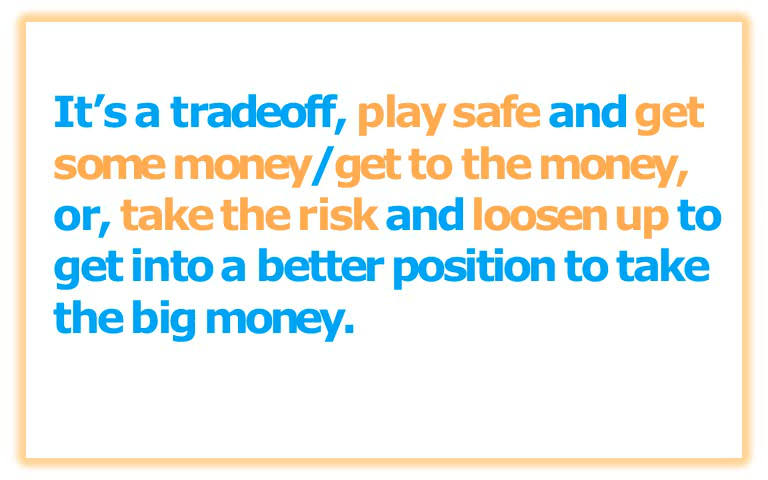 It’s a tradeoff, play safe and get
some money/get to the money,
or, take the risk and loosen up to
get into a better position to take
the big money.